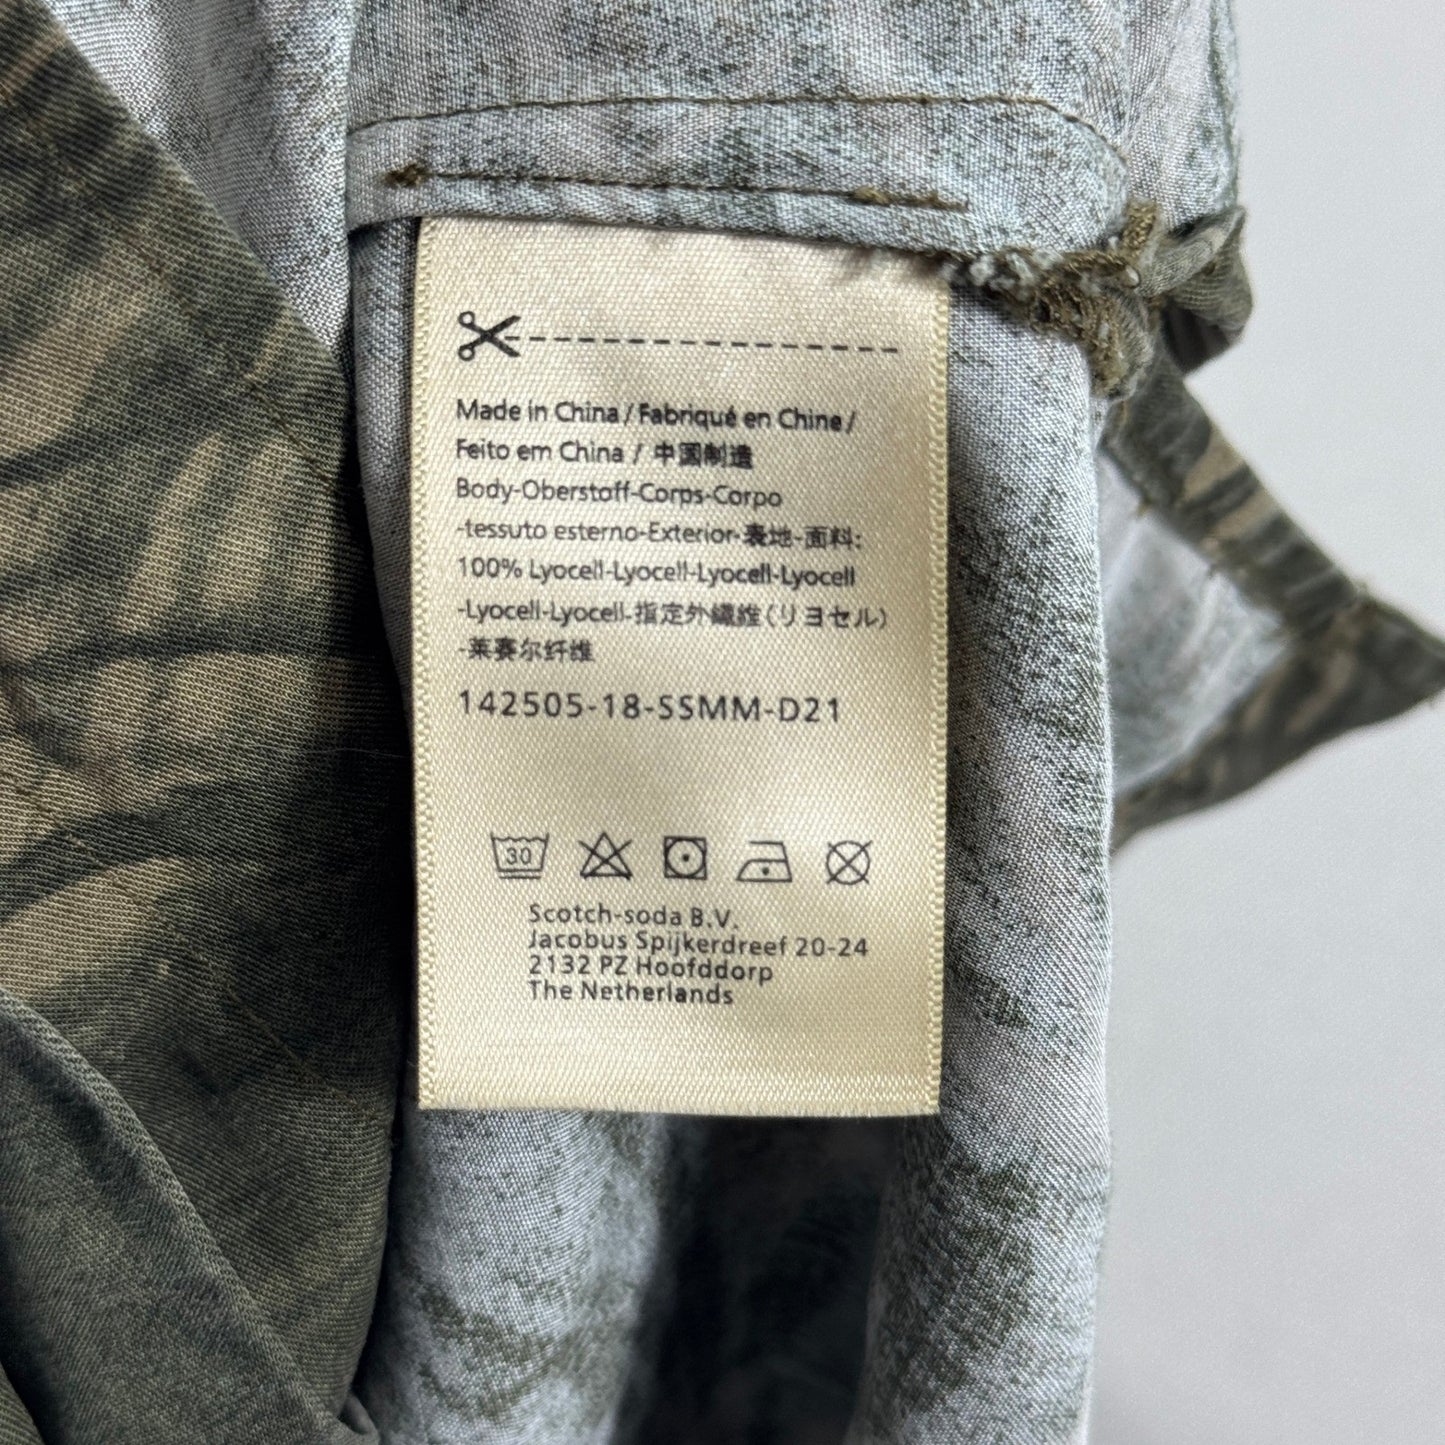 Made in China / Fabriqué en Chine /
Feito em China / 中國制造
Body-Oberstoff-Corps-Corpo
-tessuto esterno-Exterior-表地-面料:
100% Lyocell-Lyocell-Lyocell-Lyocell
-Lyocell-Lyocell-指定外繊維(リヨセル)
-莱赛尔纤维
142505-18-SSMM-D21
30
Scotch-soda B.V.
Jacobus Spijkerdreef 20-24
2132 PZ Hoofddorp
The Netherlands